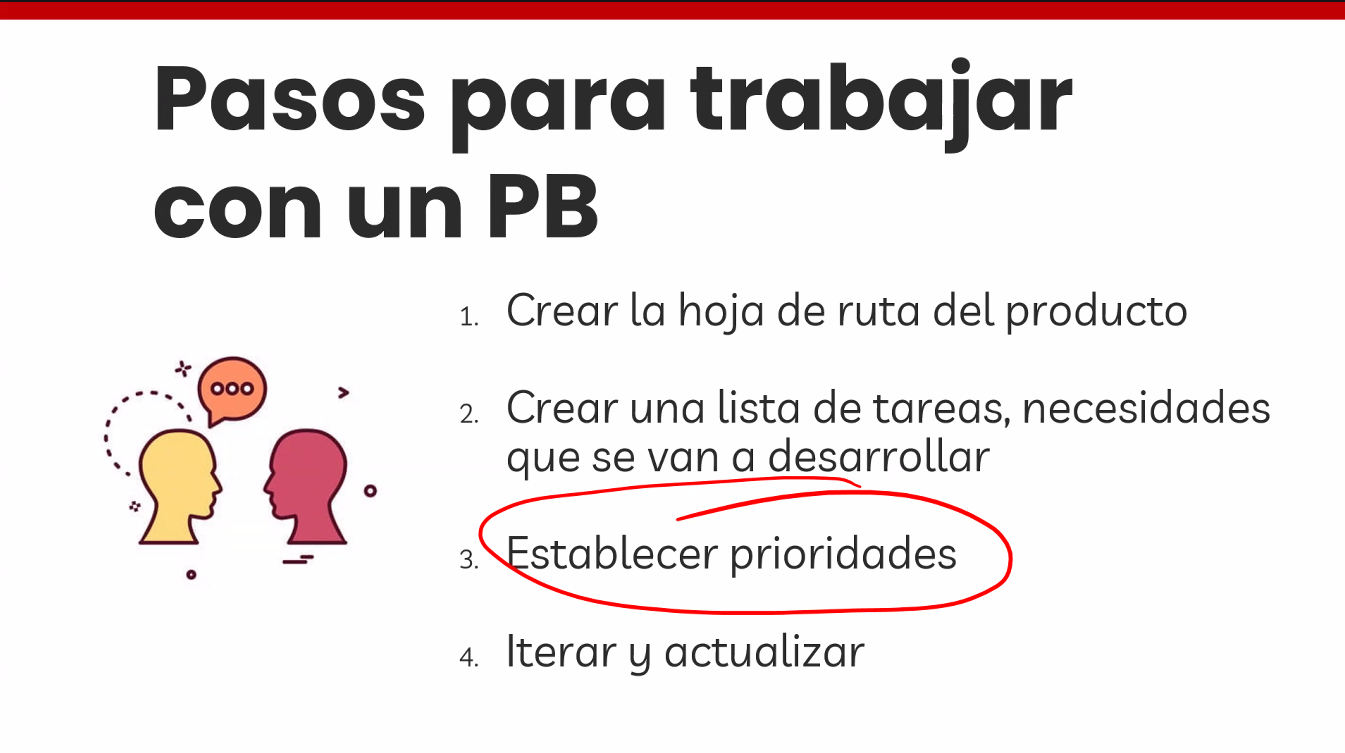 Pasos para trabajar
con un PB
1. Crear la hoja de ruta del producto
2. Crear una lista de tareas, necesidades
que se van a desarrollar
3. Establecer prioridades
4. Iterar y actualizar